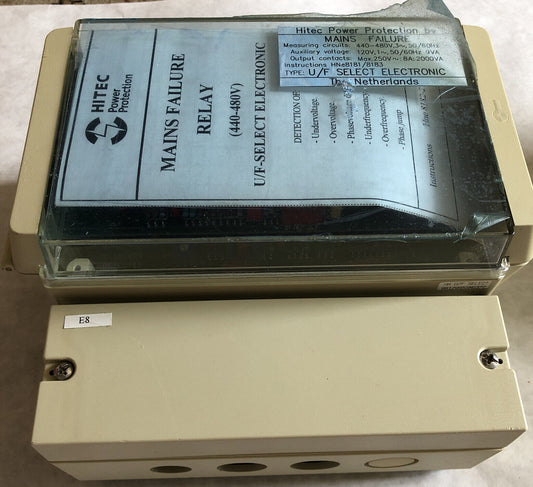 Hitec Power Protection bv
MAINS FAILURE
Measuring circuits: 440-480V,3~,50/60Hz
Auxiliary voltage: 120V,1~,50/60Hz 9VA
Output contacts: Max.250V~;8A;2000VA
Instructions HNe8181/8183
TYPE: U/F SELECT ELECTRONIC
Netherlands
HITEC
Power
Protection
MAINS FAILURE
RELAY
(440-480V)
U/F-SELECT ELECTRONIC
DETECTION OF
- Undervoltage
- Overvoltage
- Underfrequency
- Overfrequency
- Phase jump
Instructions
E8